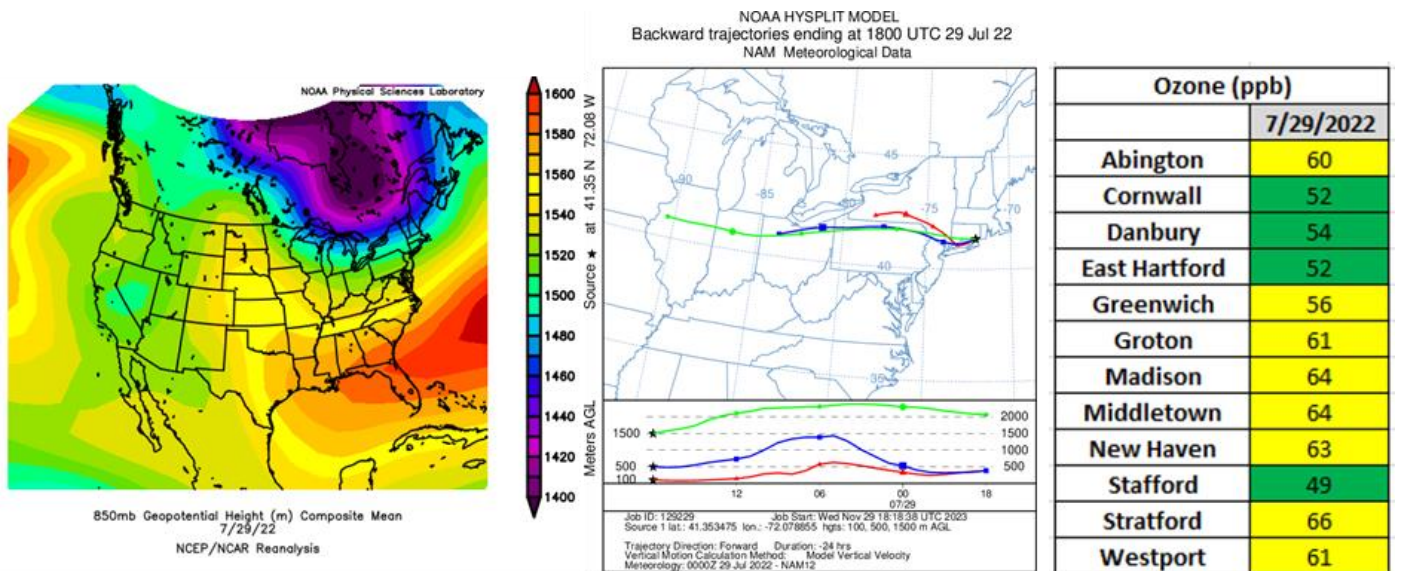 NOAA Physical Sciences Laboratory
1600
1580
1560
1540
1520
1500
1480
1460
1440
1420
1400
850mb Geopotential Height (m) Composite Mean
7/29/22
NCEP/NCAR Reanalysis
NOAA HYSPLIT MODEL
Backward trajectories ending at 1800 UTC 29 Jul 22
NAM Meteorological Data
Source ★ at 41.35 N 72.08 W
-90
-85
-80
-75
-70
45
40
35
Meters AGL
1500
500
100
2000
1500
1000
500
12
06
00
18
07/29
Job ID: 129229 Job Start: Wed Nov 29 18:18:38 UTC 2023
Source 1 lat.: 41.353475 lon.: -72.078855 hgts: 100, 500, 1500 m AGL
Trajectory Direction: Forward Duration: -24 hrs
Vertical Motion Calculation Method: Model Vertical Velocity
Meteorology: 0000Z 29 Jul 2022 - NAM12
Ozone (ppb)
7/29/2022
Abington 60
Cornwall 52
Danbury 54
East Hartford 52
Greenwich 56
Groton 61
Madison 64
Middletown 64
New Haven 63
Stafford 49
Stratford 66
Westport 61